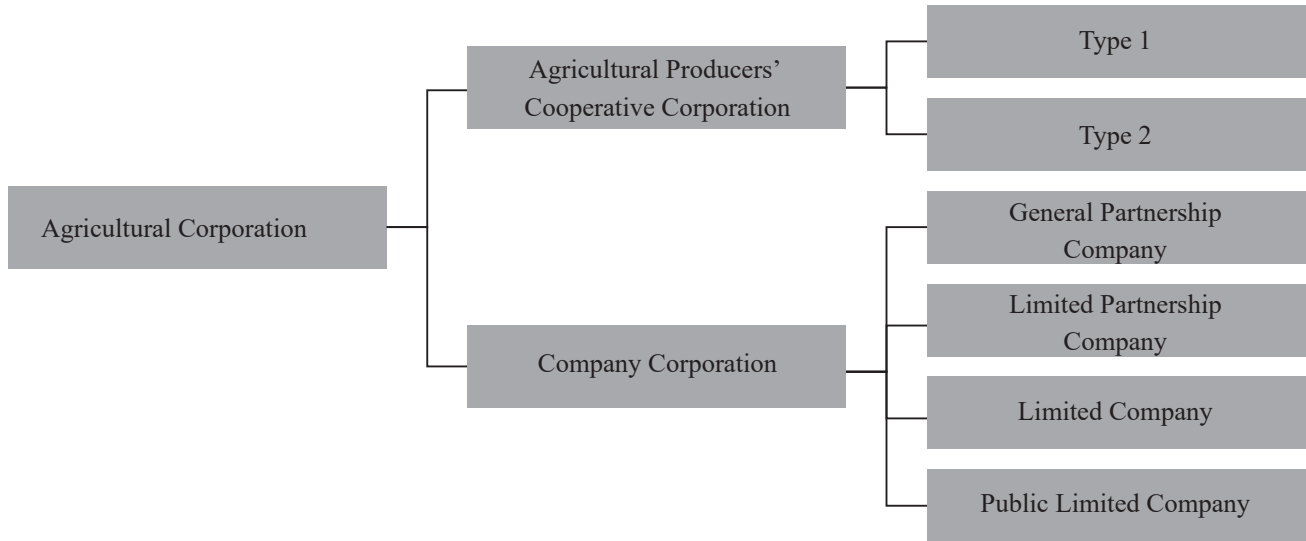 Agricultural Corporation
Agricultural Producers’
Cooperative Corporation
Type 1
Type 2
Company Corporation
General Partnership
Company
Limited Partnership
Company
Limited Company
Public Limited Company